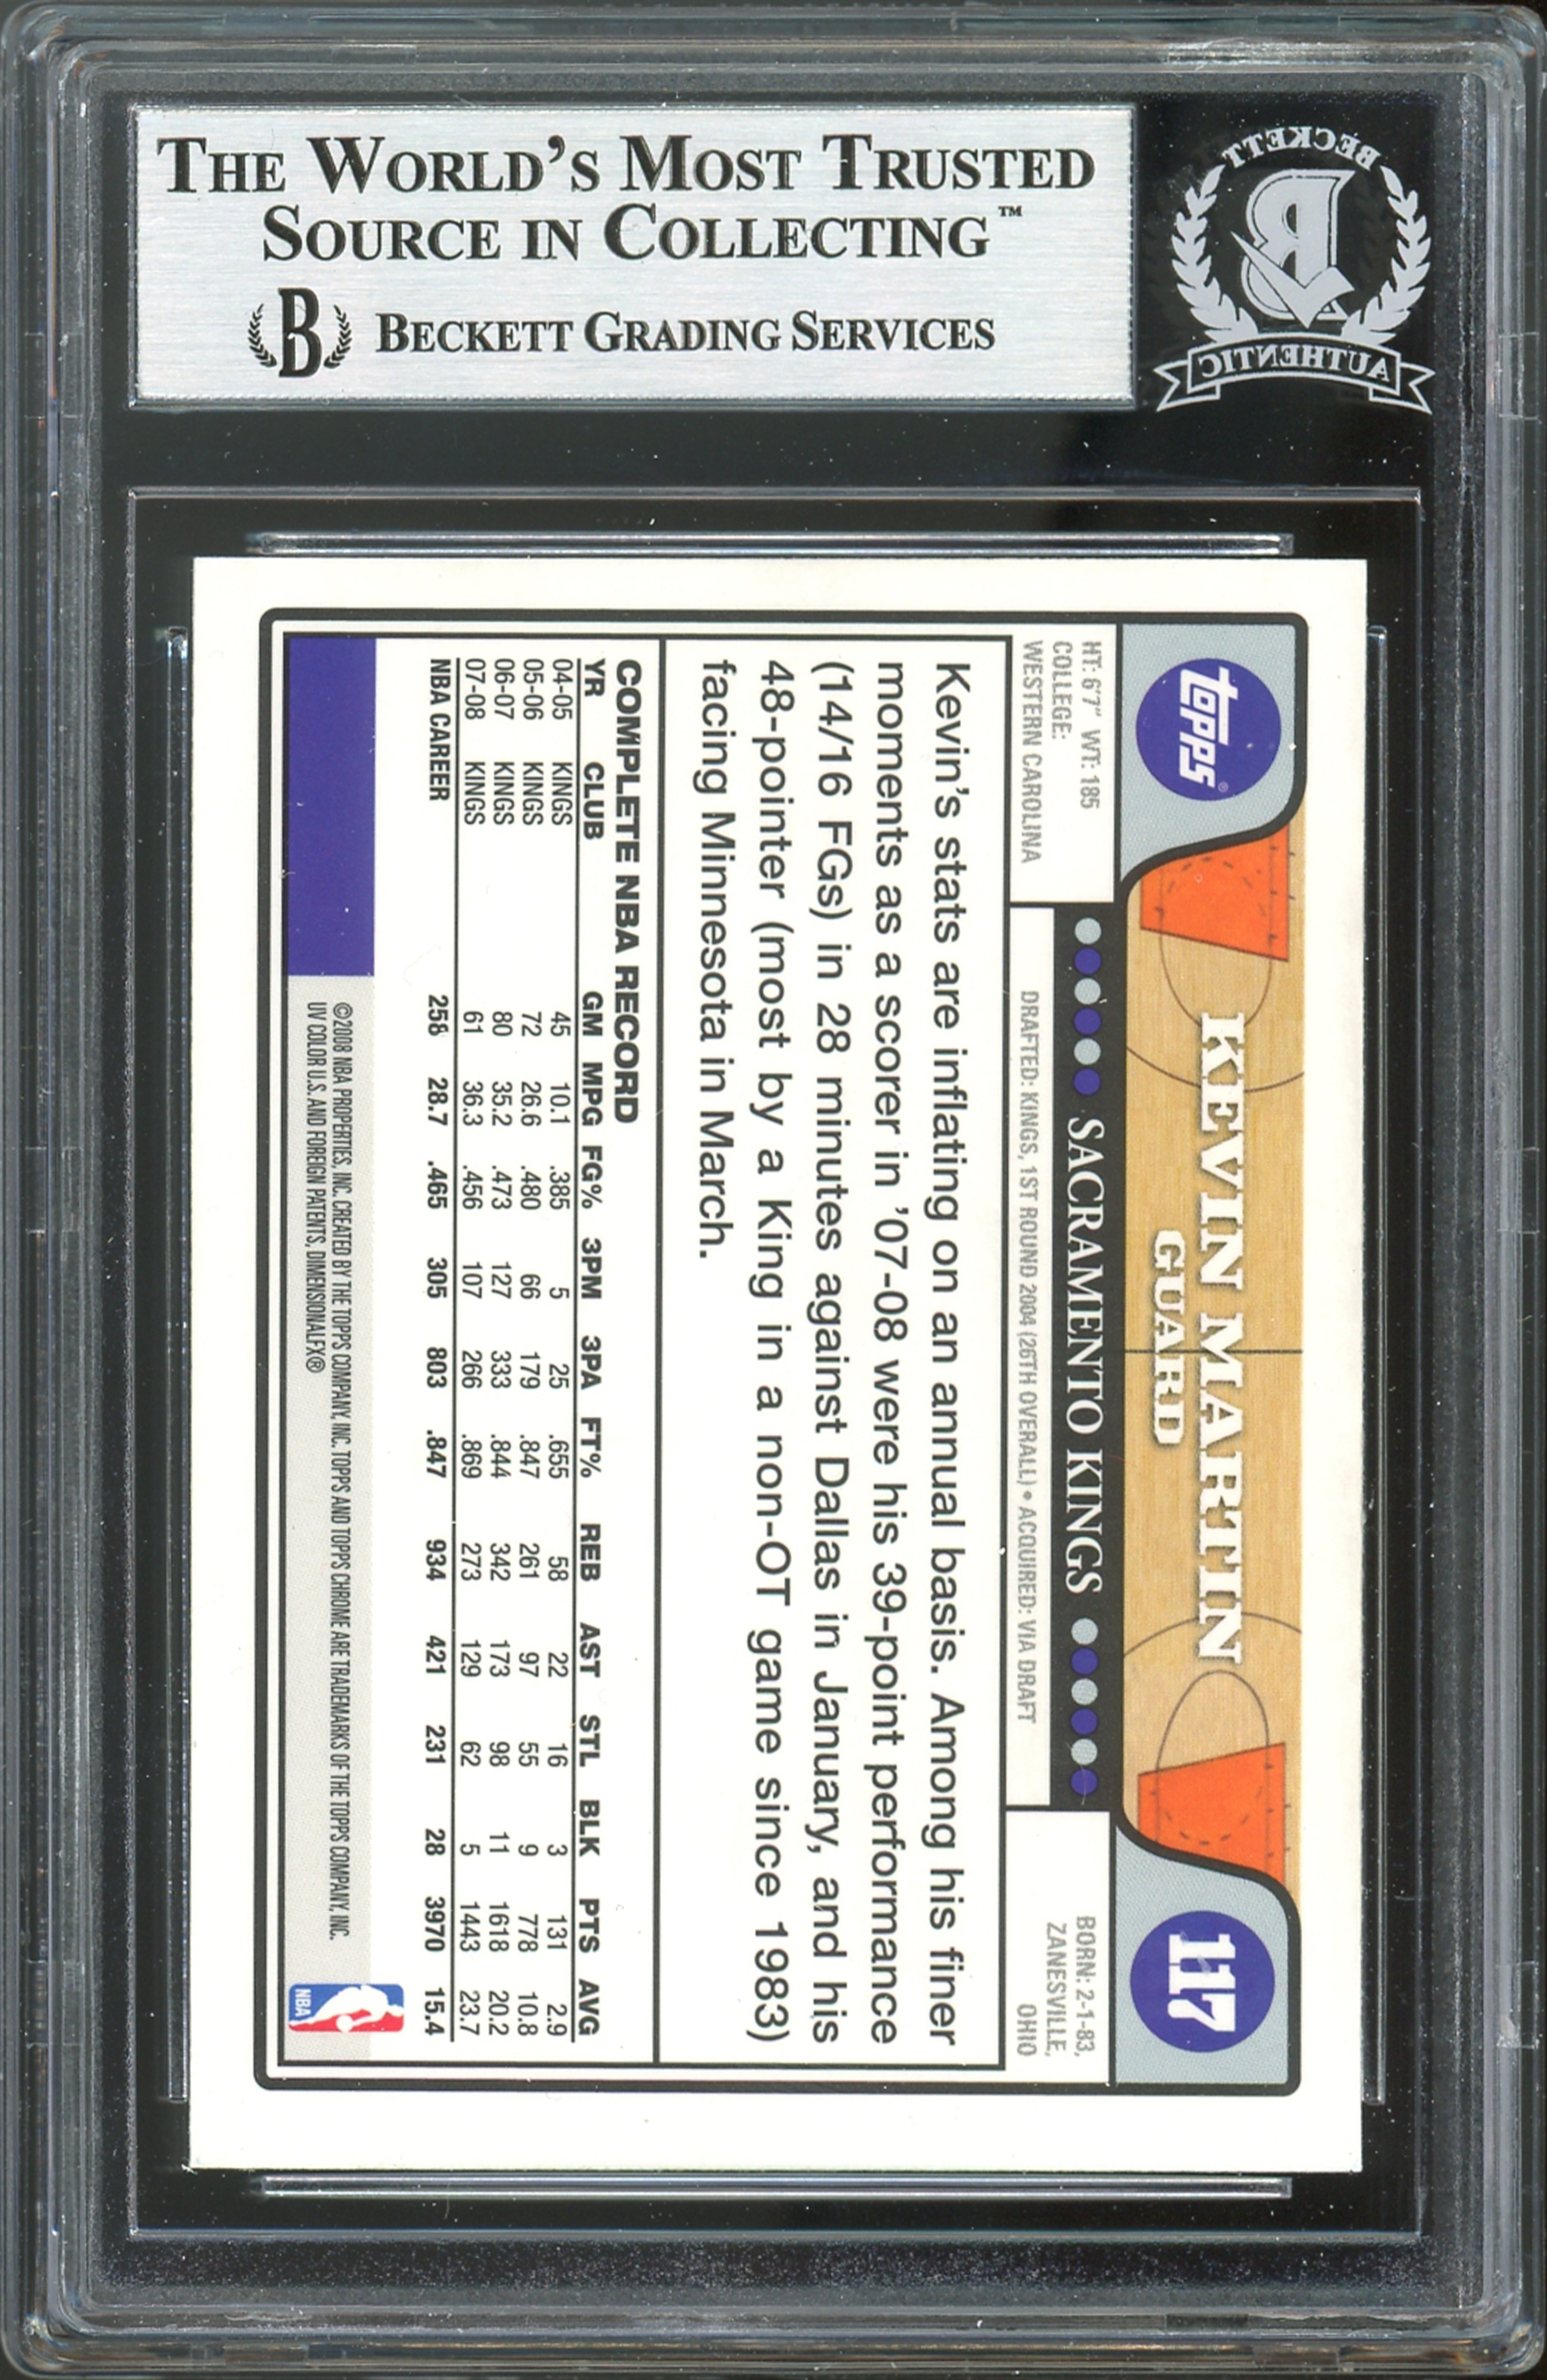 THE WORLD'S MOST TRUSTED
SOURCE IN COLLECTING™
B BECKETT GRADING SERVICES
BECKETT
B
AUTHENTIC
topps®
KEVIN MARTIN
GUARD
117
SACRAMENTO KINGS
HT: 6'7" WT: 185
COLLEGE:
WESTERN CAROLINA
DRAFTED: KINGS, 1ST ROUND 2004 (26TH OVERALL) • ACQUIRED: VIA DRAFT
BORN: 2-1-83,
ZANESVILLE,
OHIO
Kevin's stats are inflating on an annual basis. Among his finer
moments as a scorer in '07-08 were his 39-point performance
(14/16 FGs) in 28 minutes against Dallas in January, and his
48-pointer (most by a King in a non-OT game since 1983)
facing Minnesota in March.
COMPLETE NBA RECORD
YR CLUB GM MPG FG% 3PM 3PA FT% REB AST STL BLK PTS AVG
04-05 KINGS 45 10.1 .385 5 25 .655 58 22 16 3 131 2.9
05-06 KINGS 72 26.6 .480 66 179 .847 261 97 55 9 778 10.8
06-07 KINGS 80 35.2 .473 127 333 .844 342 173 98 11 1618 20.2
07-08 KINGS 61 36.3 .456 107 266 .869 273 129 62 5 1443 23.7
NBA CAREER 258 28.7 .465 305 803 .847 934 421 231 28 3970 15.4
©2008 NBA PROPERTIES, INC. CREATED BY THE TOPPS COMPANY, INC. TOPPS AND TOPPS CHROME ARE TRADEMARKS OF THE TOPPS COMPANY, INC.
UV COLOR U.S. AND FOREIGN PATENTS, DIMENSIONALFX®
NBA